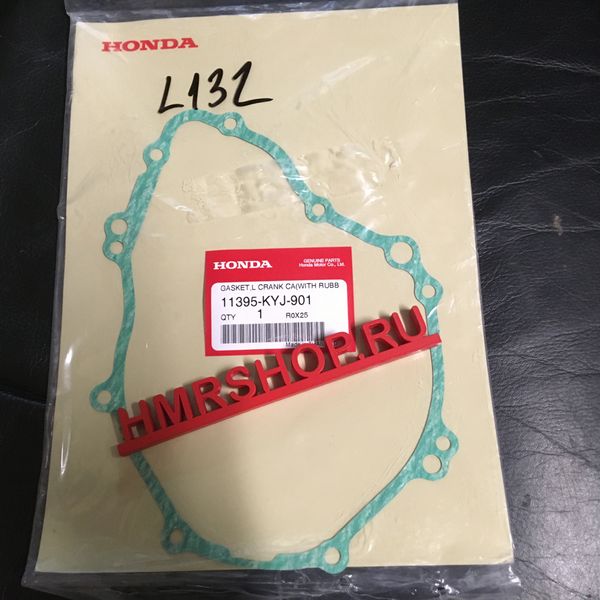 HONDA
L132
HONDA
GENUINE PARTS
Honda Motor Co., Ltd.
GASKET,L CRANK CA(WITH RUBB
11395-KYJ-901
QTY 1 R0X25
Made
HMRSHOP.RU